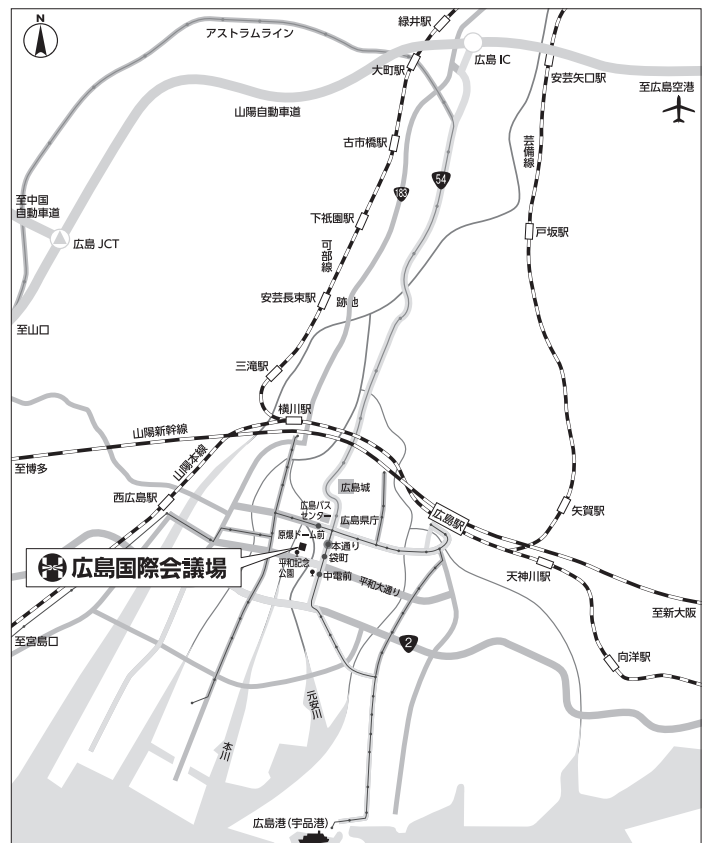 N
緑井駅
アストラムライン
広島 IC
大町駅
安芸矢口駅
至広島空港
山陽自動車道
古市橋駅
芸備線
54
183
至中国
自動車道
下祇園駅
戸坂駅
広島 JCT
可部線
安芸長束駅
跡地
至山口
三滝駅
横川駅
山陽新幹線
山陽本線
至博多
広島城
西広島駅
広島バス
センター
広島県庁
広島駅
矢賀駅
原爆ドーム前
本通り
袋町
広島国際会議場
平和記念
公園
中電前
平和大通り
天神川駅
至新大阪
至宮島口
2
向洋駅
元安川
本川
広島港(宇品港)